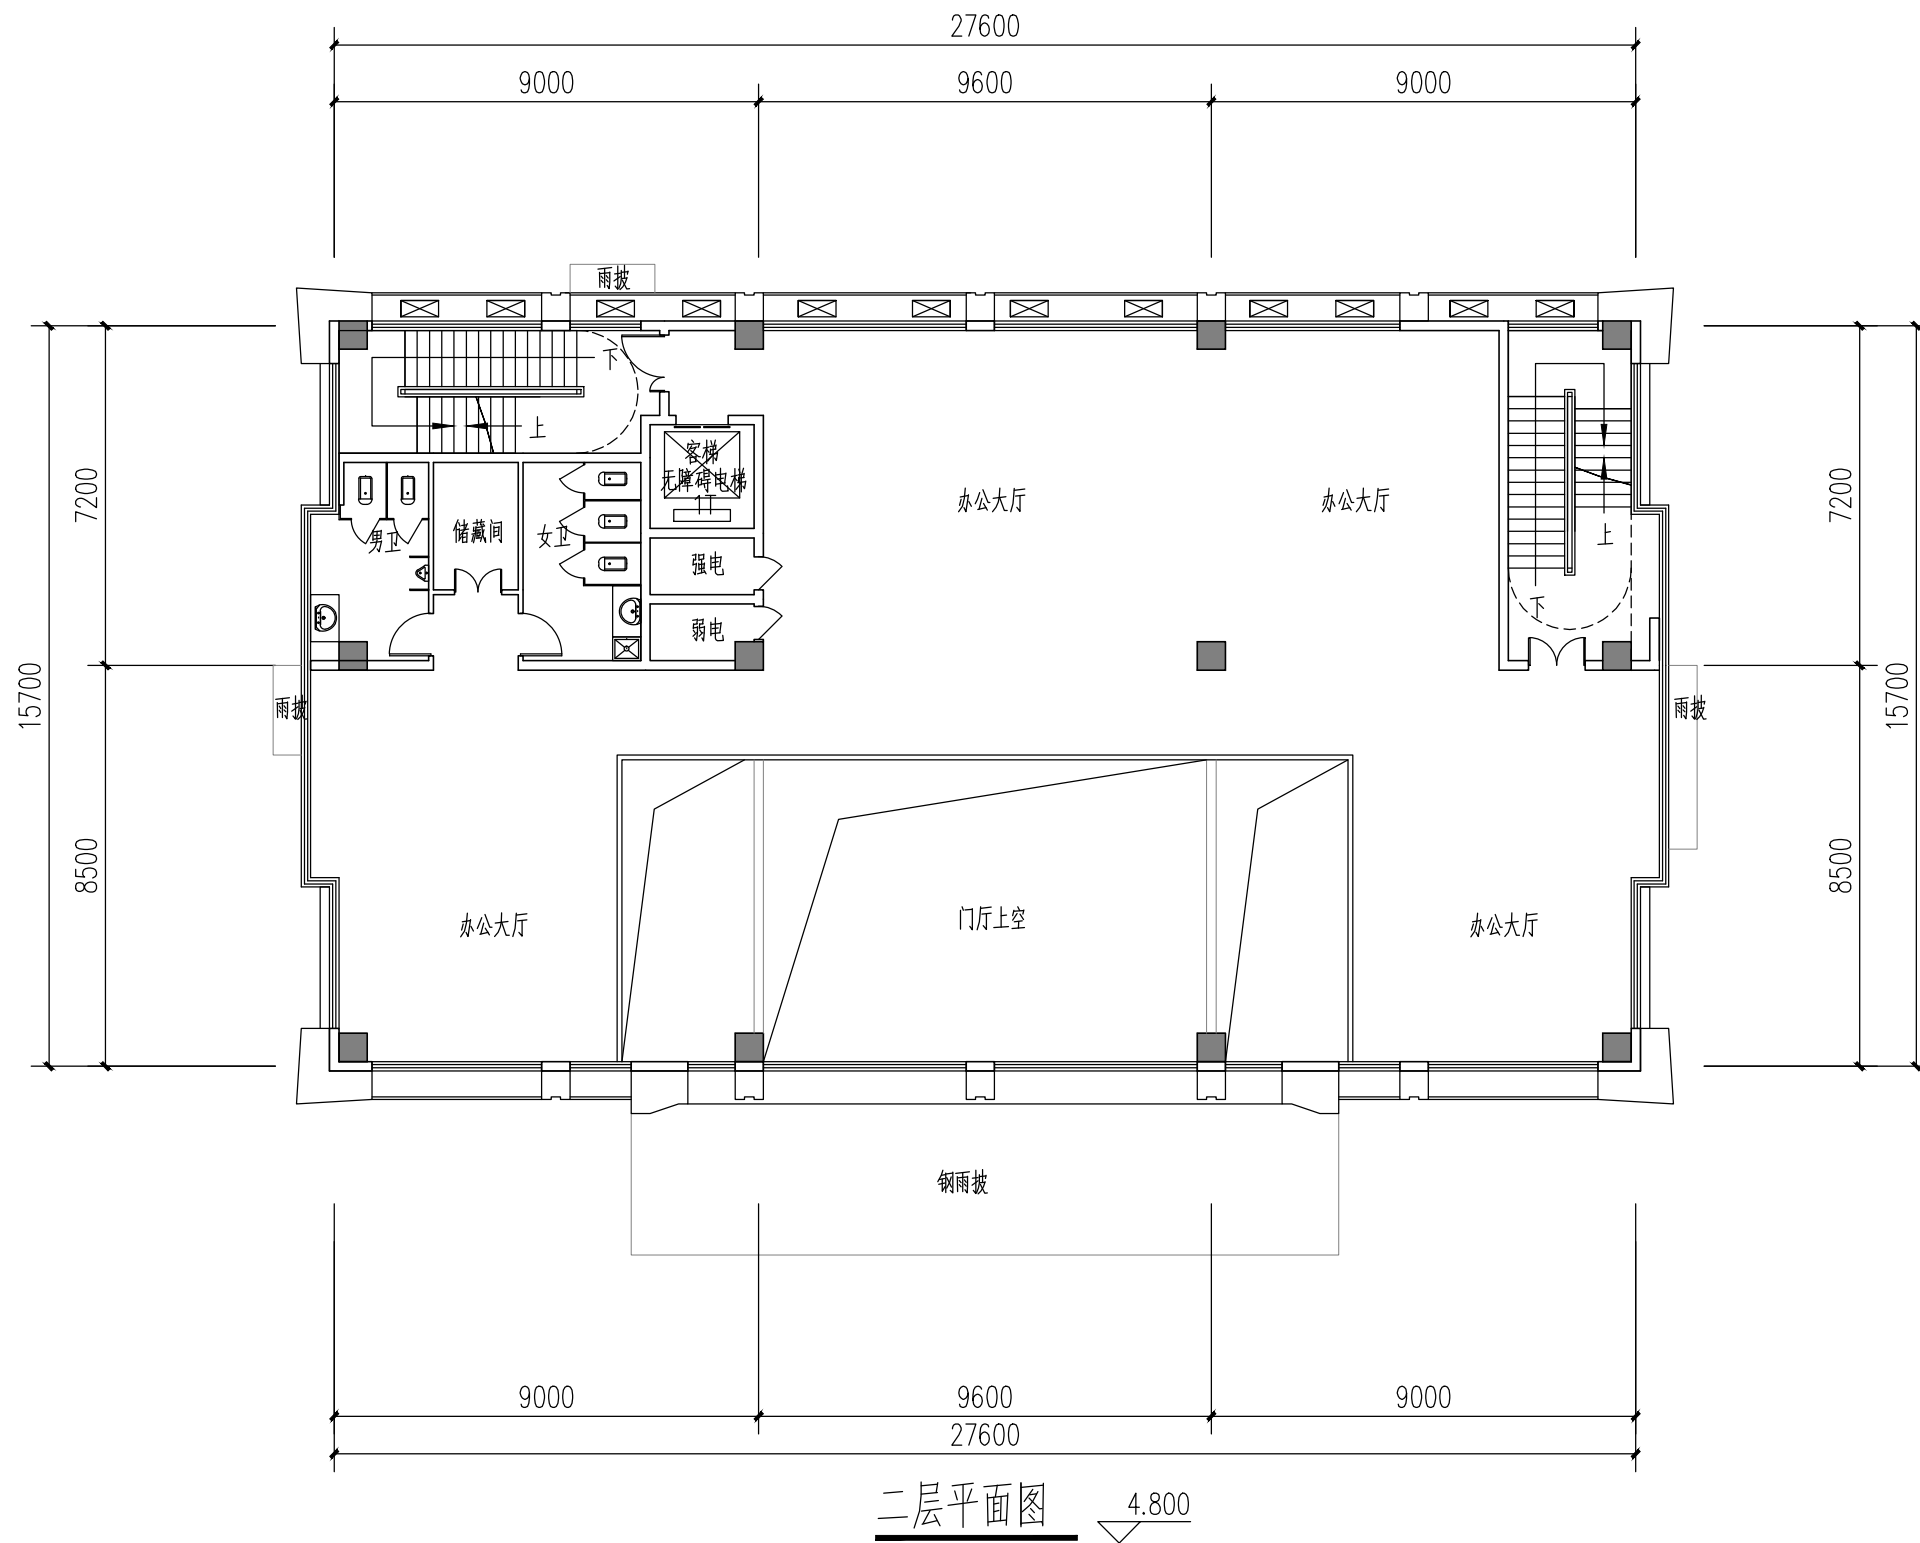 27600
9000 9600 9000
雨披
下
上
客梯
无障碍电梯
1T
7200
7200
办公大厅
办公大厅
男卫
储藏间
女卫
上
强电
下
弱电
15700
15700
雨披
雨披
8500
8500
办公大厅
门厅上空
办公大厅
钢雨披
9000 9600 9000
27600
二层平面图 4.800